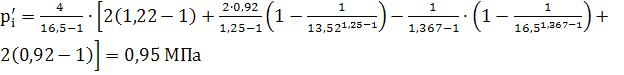 p′ᵢ = 4/(16,5−1) · [2(1,22 − 1) + (2·0,92)/(1,25−1) (1 − 1/13,52^(1,25−1)) − 1/(1,367−1) · (1 − 1/16,5^(1,367−1)) +
2(0,92 − 1)] = 0,95 МПа